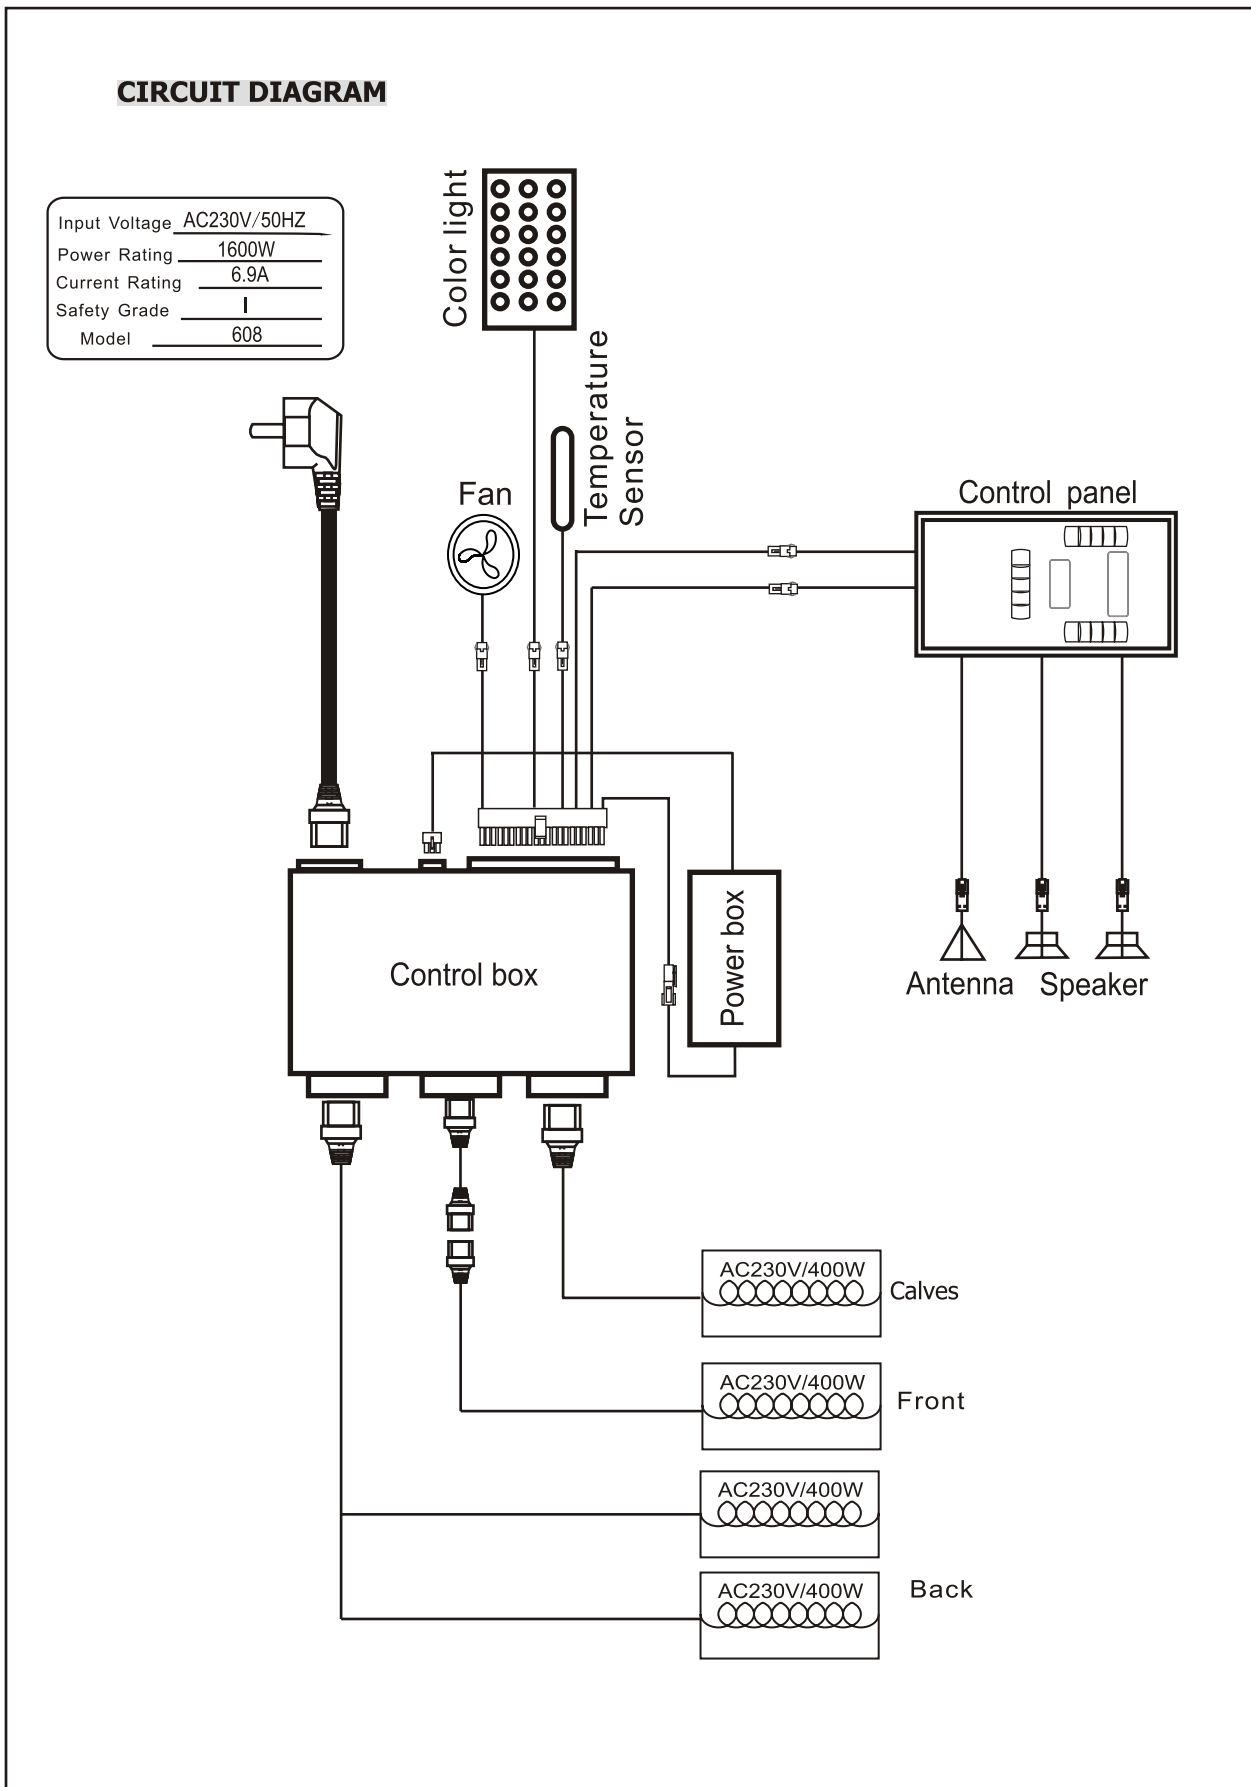 CIRCUIT DIAGRAM
Input Voltage AC230V/50HZ
Power Rating 1600W
Current Rating 6.9A
Safety Grade I
Model 608
Color light
Temperature
Sensor
Fan
Control panel
Control box
Power box
Antenna
Speaker
AC230V/400W
Calves
AC230V/400W
Front
AC230V/400W
AC230V/400W
Back